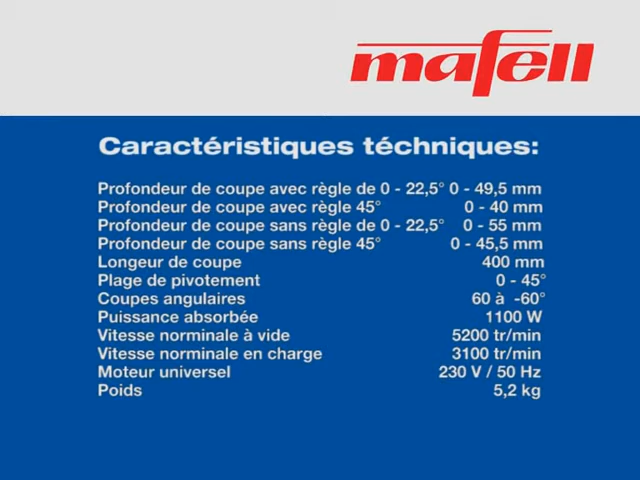 mafell
Caractéristiques téchniques:
Profondeur de coupe avec règle de 0 - 22,5° 0 - 49,5 mm
Profondeur de coupe avec règle 45° 0 - 40 mm
Profondeur de coupe sans règle de 0 - 22,5° 0 - 55 mm
Profondeur de coupe sans règle 45° 0 - 45,5 mm
Longeur de coupe 400 mm
Plage de pivotement 0 - 45°
Coupes angulaires 60 à -60°
Puissance absorbée 1100 W
Vitesse norminale à vide 5200 tr/min
Vitesse norminale en charge 3100 tr/min
Moteur universel 230 V / 50 Hz
Poids 5,2 kg